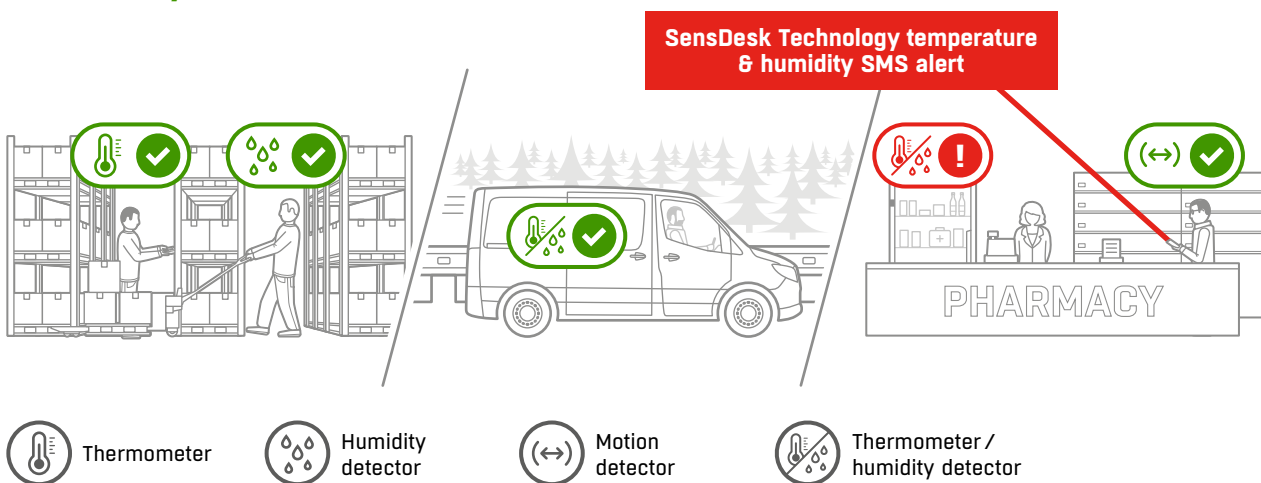 SensDesk Technology temperature
& humidity SMS alert
PHARMACY
Thermometer
Humidity
detector
Motion
detector
Thermometer /
humidity detector